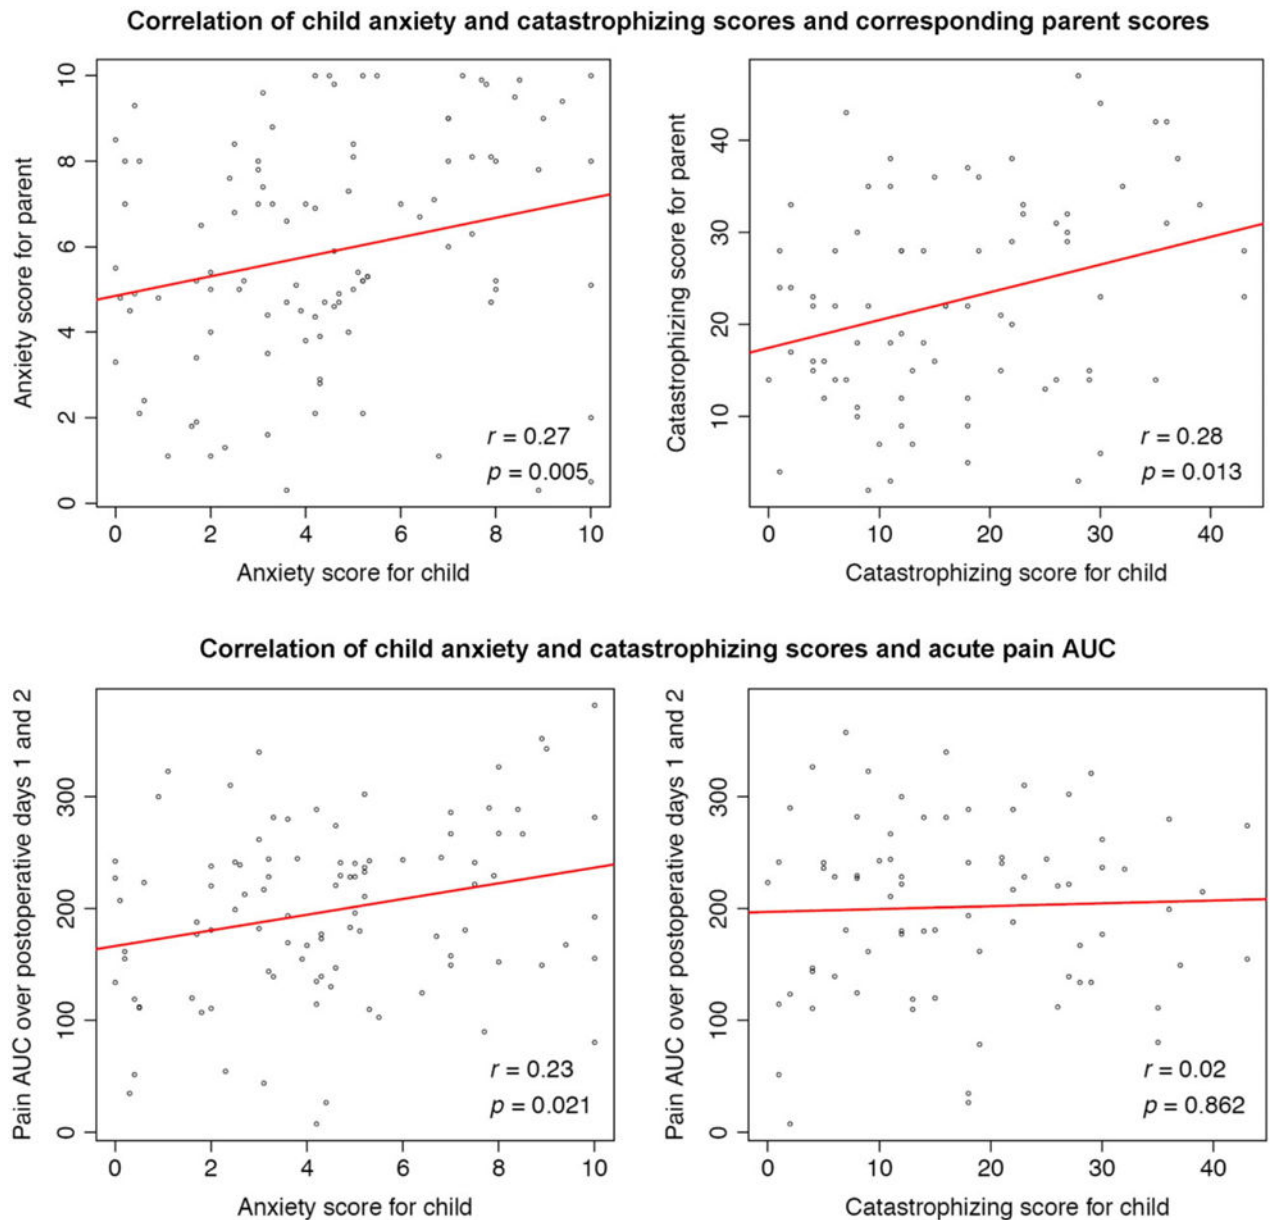 Correlation of child anxiety and catastrophizing scores and corresponding parent scores
Anxiety score for parent
0 2 4 6 8 10
r = 0.27
p = 0.005
0 2 4 6 8 10
Anxiety score for child
Catastrophizing score for parent
10 20 30 40
r = 0.28
p = 0.013
0 10 20 30 40
Catastrophizing score for child
Correlation of child anxiety and catastrophizing scores and acute pain AUC
Pain AUC over postoperative days 1 and 2
0 100 200 300
r = 0.23
p = 0.021
0 2 4 6 8 10
Anxiety score for child
Pain AUC over postoperative days 1 and 2
0 100 200 300
r = 0.02
p = 0.862
0 10 20 30 40
Catastrophizing score for child